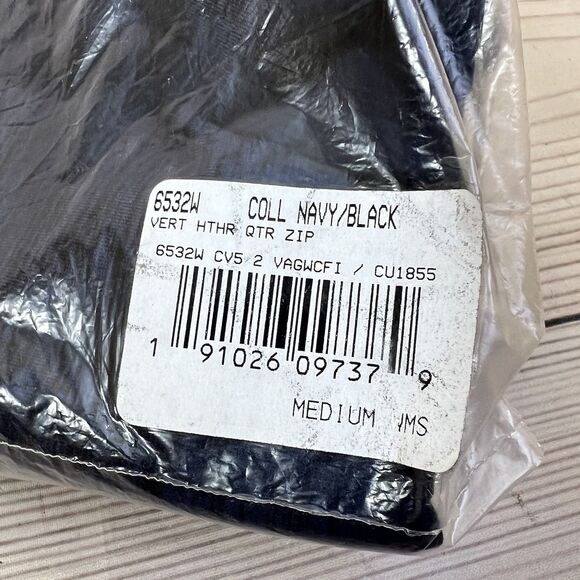 6532W COLL NAVY/BLACK
VERT HTHR QTR ZIP
6532W CV5 2 VAGWCFI / CU1855
1 91026 09737 9
MEDIUM WMS